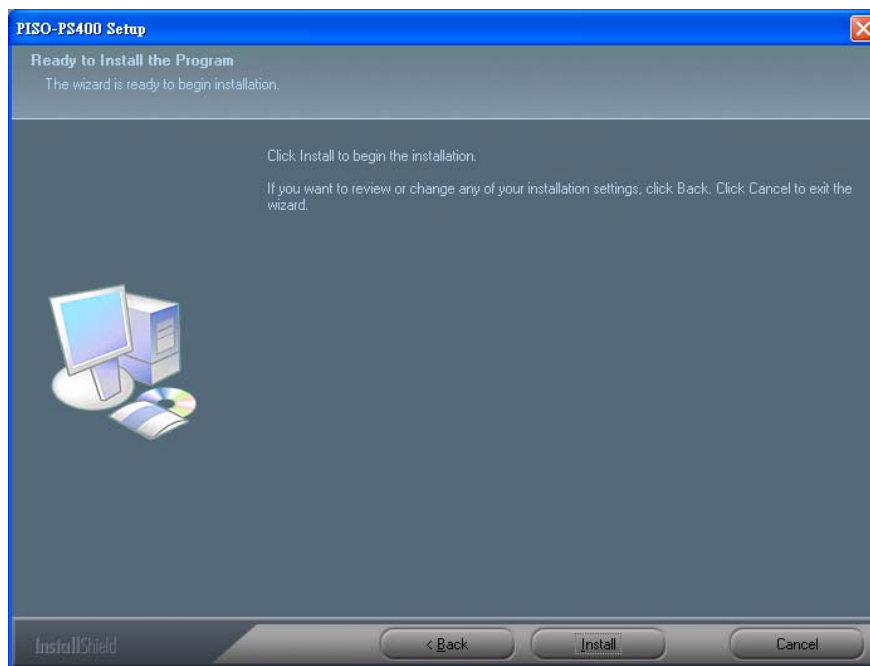 PISO-PS400 Setup
Ready to Install the Program
The wizard is ready to begin installation.
Click Install to begin the installation.
If you want to review or change any of your installation settings, click Back. Click Cancel to exit the
wizard.
InstallShield
< Back
Install
Cancel